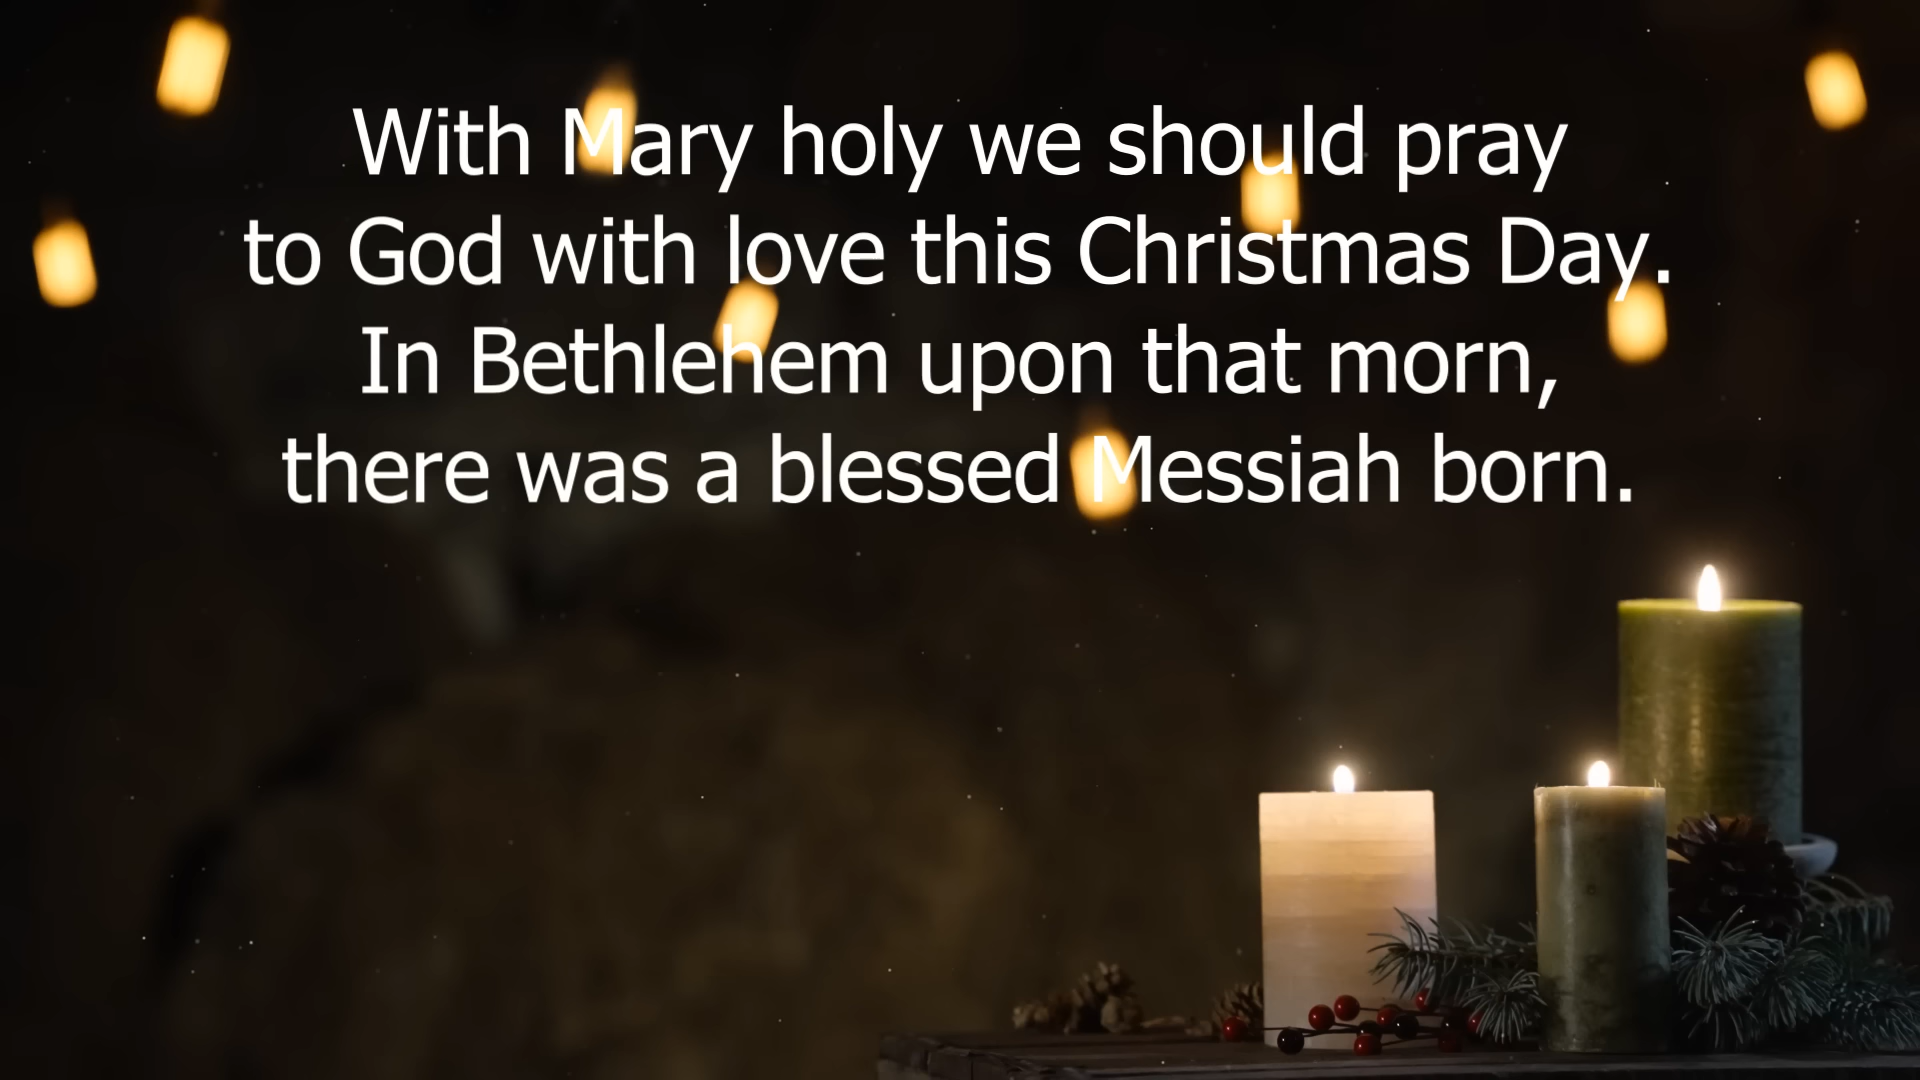 With Mary holy we should pray
to God with love this Christmas Day.
In Bethlehem upon that morn,
there was a blessed Messiah born.